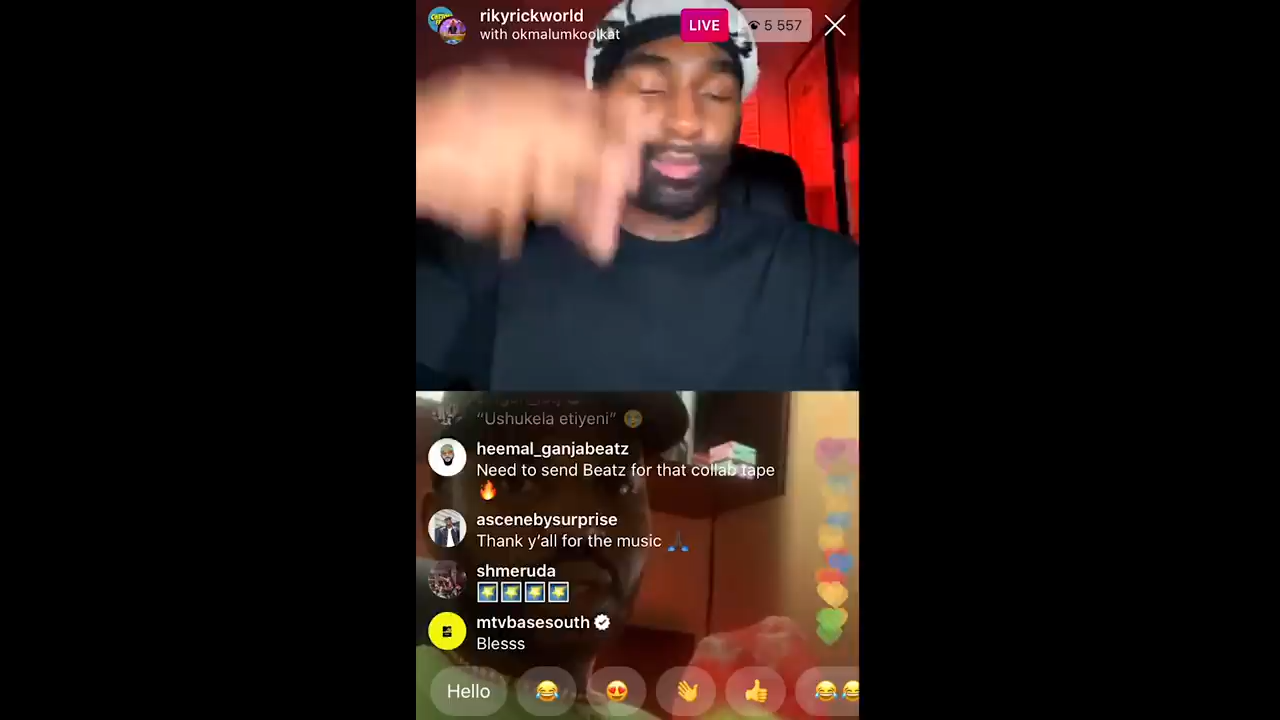 rikyrickworld
with okmalumkoolkat
LIVE
5 557
“Ushukela etiyeni” 😢
heemal_ganjabeatz
Need to send Beatz for that collab tape
🔥
ascenebysurprise
Thank y’all for the music 🙏🏿
shmeruda
🌠🌠🌠🌠
mtvbasesouth
Blesss
Hello 😂 😍 👋 👍 😂😂